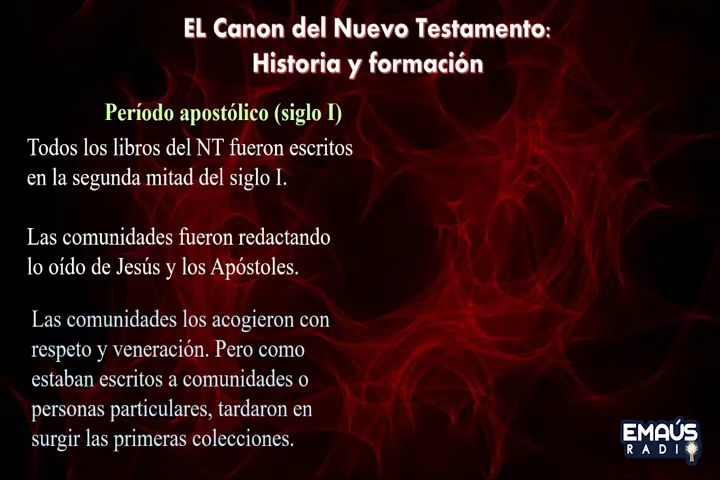 EL Canon del Nuevo Testamento:
Historia y formación
Período apostólico (siglo I)
Todos los libros del NT fueron escritos
en la segunda mitad del siglo I.
Las comunidades fueron redactando
lo oído de Jesús y los Apóstoles.
Las comunidades los acogieron con
respeto y veneración. Pero como
estaban escritos a comunidades o
personas particulares, tardaron en
surgir las primeras colecciones.
EMAÚS
RADIO